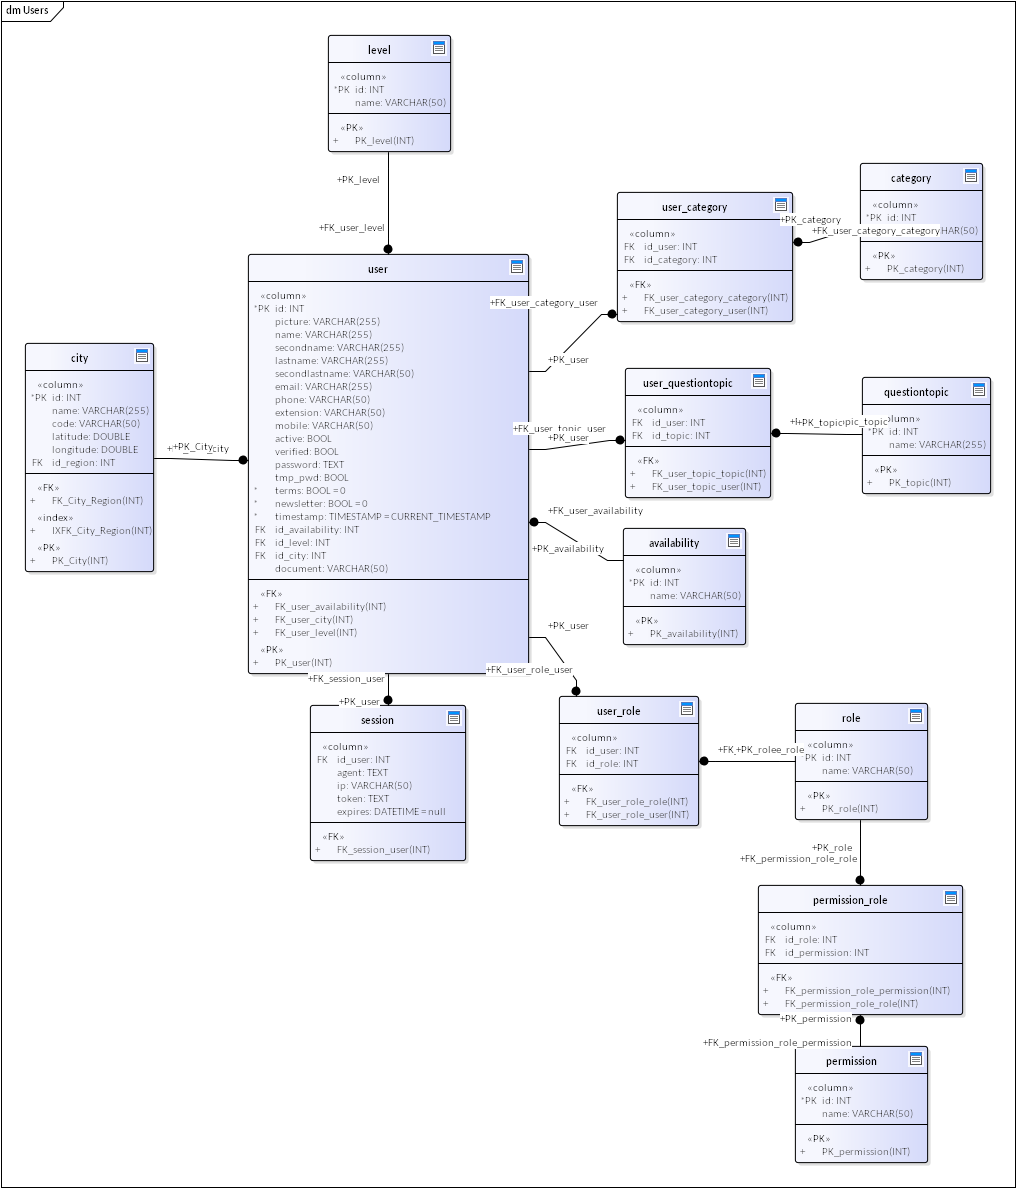 dm Users
level
«column»
*PK id: INT
name: VARCHAR(50)
«PK»
+ PK_level(INT)
+PK_level
+FK_user_level
user
«column»
*PK id: INT
picture: VARCHAR(255)
name: VARCHAR(255)
secondname: VARCHAR(255)
lastname: VARCHAR(255)
secondlastname: VARCHAR(50)
email: VARCHAR(255)
phone: VARCHAR(50)
extension: VARCHAR(50)
mobile: VARCHAR(50)
active: BOOL
verified: BOOL
password: TEXT
tmp_pwd: BOOL
* terms: BOOL = 0
* newsletter: BOOL = 0
* timestamp: TIMESTAMP = CURRENT_TIMESTAMP
FK id_availability: INT
FK id_level: INT
FK id_city: INT
document: VARCHAR(50)
«FK»
+ FK_user_availability(INT)
+ FK_user_city(INT)
+ FK_user_level(INT)
«PK»
+ PK_user(INT)
city
«column»
*PK id: INT
name: VARCHAR(255)
code: VARCHAR(50)
latitude: DOUBLE
longitude: DOUBLE
FK id_region: INT
«FK»
+ FK_City_Region(INT)
«index»
+ IXFK_City_Region(INT)
«PK»
+ PK_City(INT)
+PK_City
user_category
«column»
FK id_user: INT
FK id_category: INT
«FK»
+ FK_user_category_category(INT)
+ FK_user_category_user(INT)
+FK_user_category_user
+PK_user
category
«column»
*PK id: INT
HAR(50)
«PK»
+ PK_category(INT)
+PK_category
+FK_user_category_category
user_questiontopic
«column»
FK id_user: INT
FK id_topic: INT
«FK»
+ FK_user_topic_topic(INT)
+ FK_user_topic_user(INT)
+FK_user_topic_user
+PK_user
questiontopic
*PK id: INT
name: VARCHAR(255)
«PK»
+ PK_topic(INT)
+PK_topic
+FK_user_availability
+PK_availability
availability
«column»
*PK id: INT
name: VARCHAR(50)
«PK»
+ PK_availability(INT)
+PK_user
+FK_user_role_user
user_role
«column»
FK id_user: INT
FK id_role: INT
«FK»
+ FK_user_role_role(INT)
+ FK_user_role_user(INT)
+PK_role
role
«column»
*PK id: INT
name: VARCHAR(50)
«PK»
+ PK_role(INT)
+PK_role
+FK_permission_role_role
+FK_session_user
+PK_user
session
«column»
FK id_user: INT
agent: TEXT
ip: VARCHAR(50)
token: TEXT
expires: DATETIME = null
«FK»
+ FK_session_user(INT)
permission_role
«column»
FK id_role: INT
FK id_permission: INT
«FK»
+ FK_permission_role_permission(INT)
+ FK_permission_role_role(INT)
+PK_permission
+FK_permission_role_permission
permission
«column»
*PK id: INT
name: VARCHAR(50)
«PK»
+ PK_permission(INT)